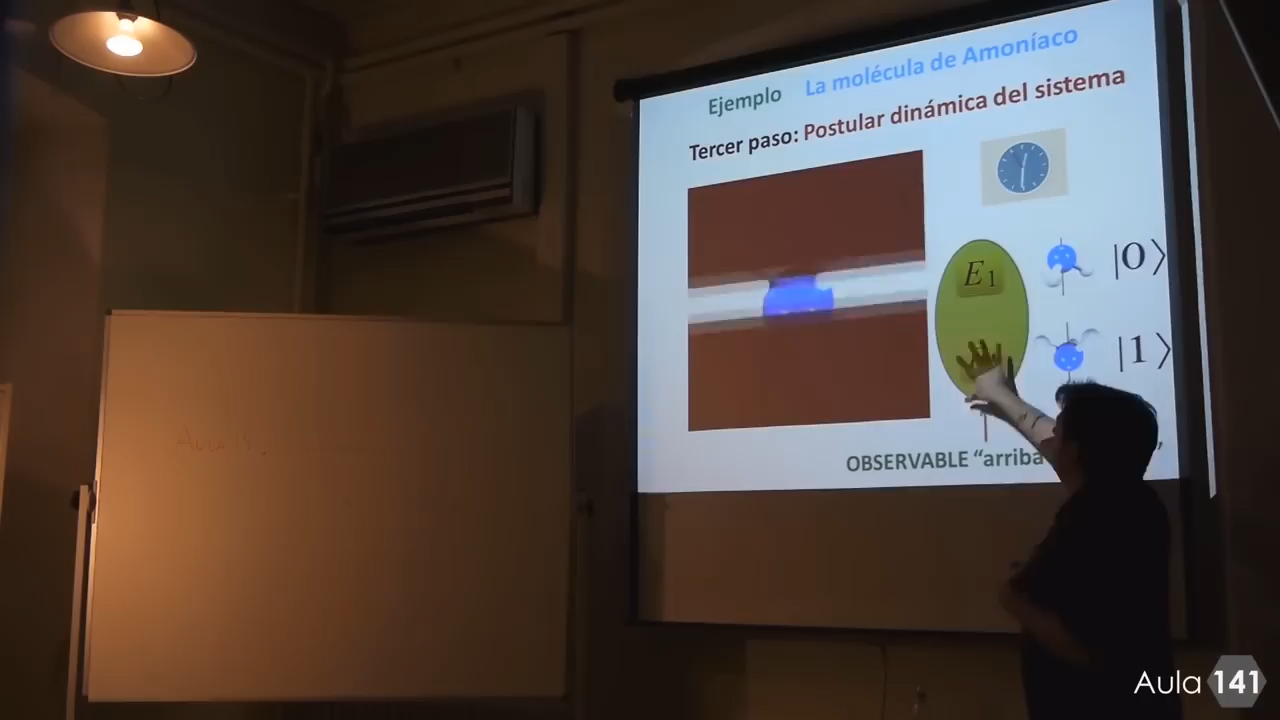 Ejemplo La molécula de Amoníaco
Tercer paso: Postular dinámica del sistema
E1
|0⟩
|1⟩
OBSERVABLE "arriba
Aula 141